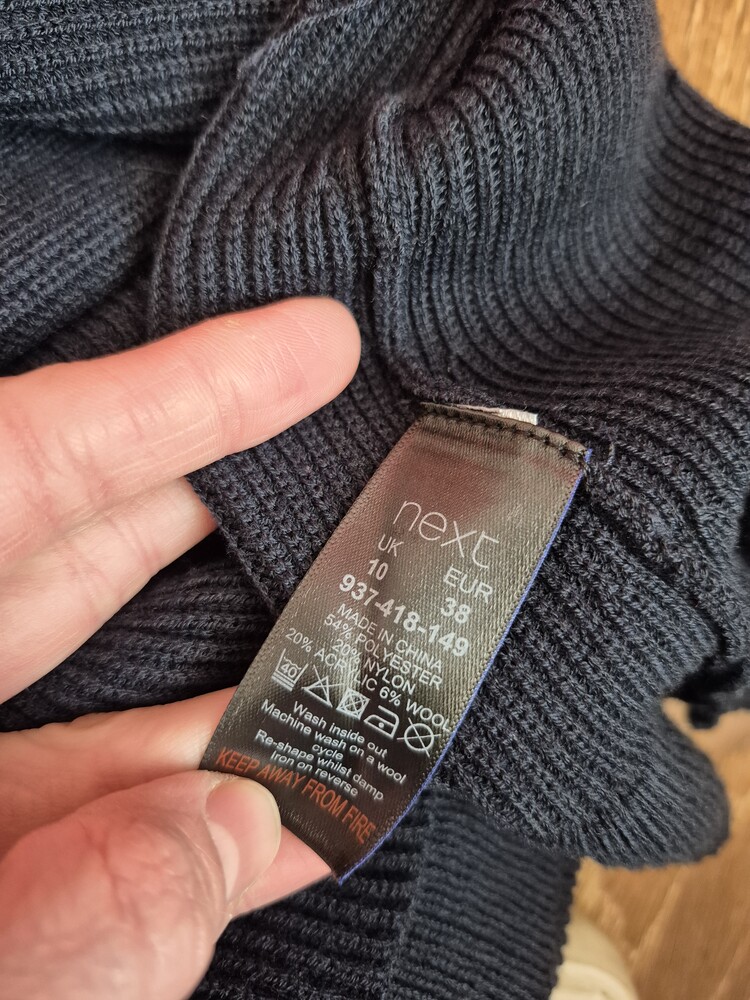 next
UK EUR
10 38
937-418-149
MADE IN CHINA
54% POLYESTER
20% NYLON
20% ACRYLIC 6% WOOL
40
Wash inside out
Machine wash on a wool
cycle
Re-shape whilst damp
Iron on reverse
KEEP AWAY FROM FIRE